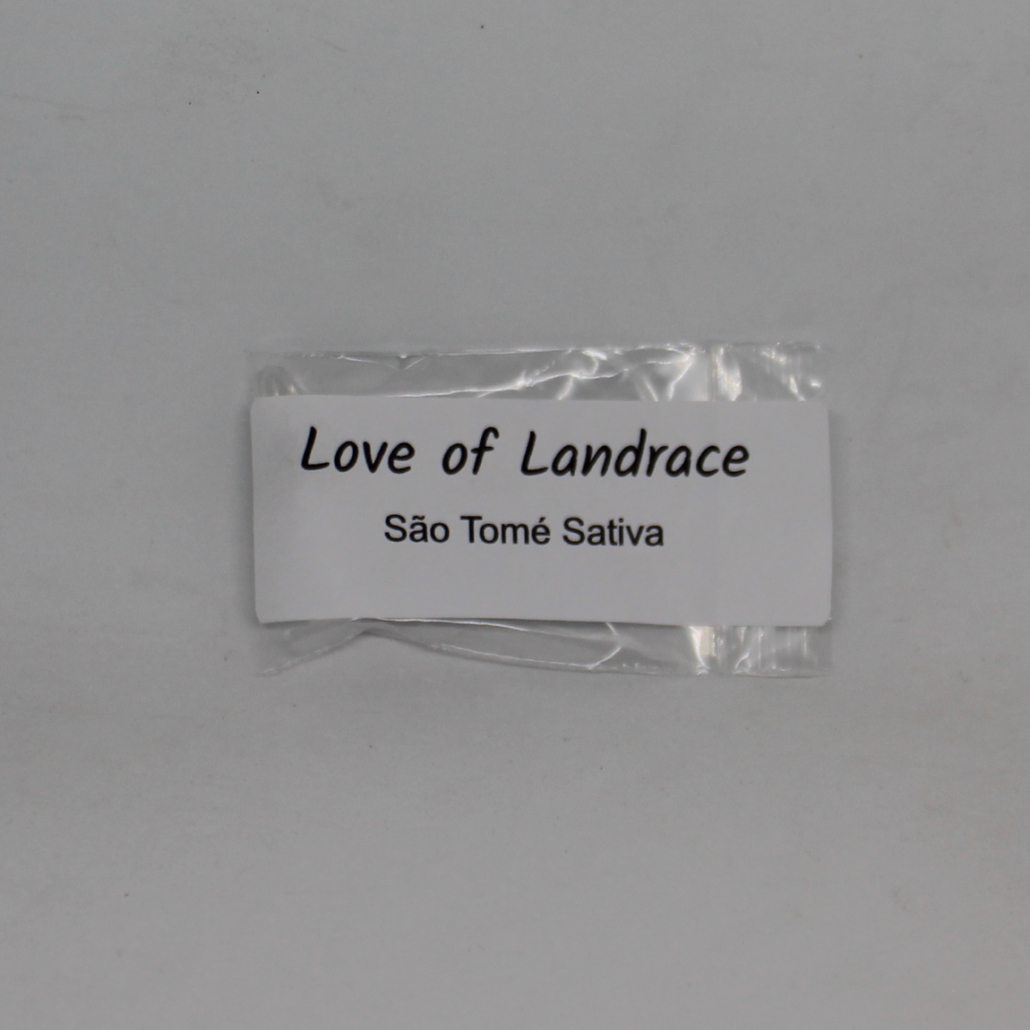 Love of Landrace
São Tomé Sativa